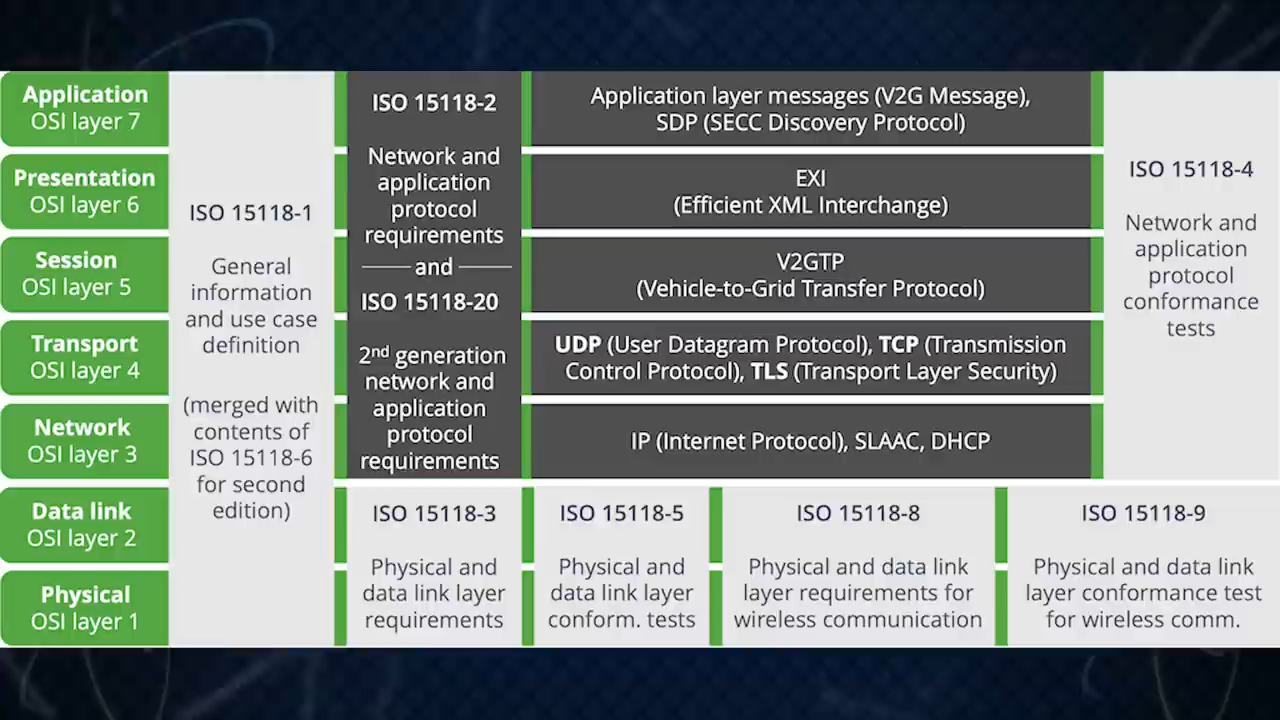 Application
OSI layer 7
Presentation
OSI layer 6
Session
OSI layer 5
Transport
OSI layer 4
Network
OSI layer 3
Data link
OSI layer 2
Physical
OSI layer 1
ISO 15118-1
General
information
and use case
definition
(merged with
contents of
ISO 15118-6
for second
edition)
ISO 15118-2
Network and
application
protocol
requirements
and
ISO 15118-20
2nd generation
network and
application
protocol
requirements
Application layer messages (V2G Message),
SDP (SECC Discovery Protocol)
EXI
(Efficient XML Interchange)
V2GTP
(Vehicle-to-Grid Transfer Protocol)
UDP (User Datagram Protocol), TCP (Transmission
Control Protocol), TLS (Transport Layer Security)
IP (Internet Protocol), SLAAC, DHCP
ISO 15118-4
Network and
application
protocol
conformance
tests
ISO 15118-3
Physical and
data link layer
requirements
ISO 15118-5
Physical and
data link layer
conform. tests
ISO 15118-8
Physical and data link
layer requirements for
wireless communication
ISO 15118-9
Physical and data link
layer conformance test
for wireless comm.